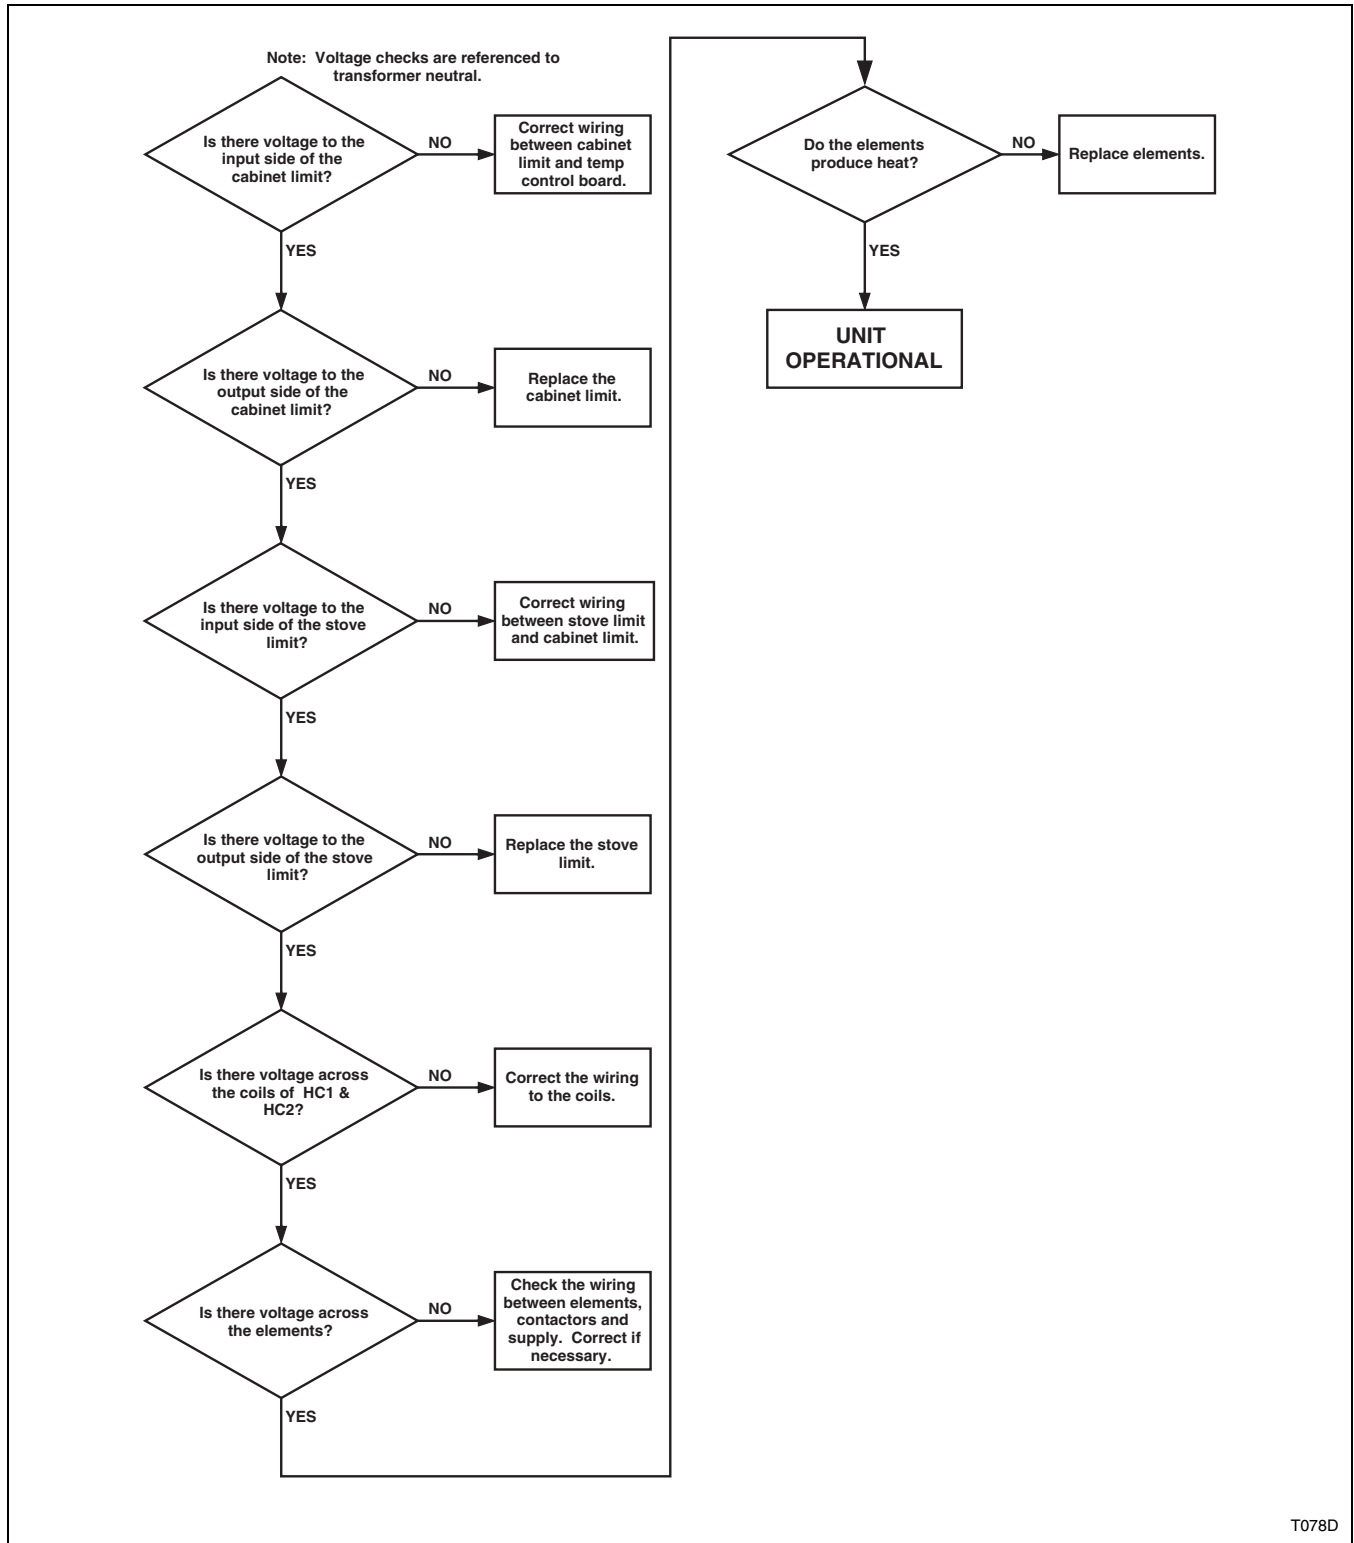 Note: Voltage checks are referenced to
transformer neutral.
Is there voltage to the
input side of the
cabinet limit?
NO
Correct wiring
between cabinet
limit and temp
control board.
YES
Is there voltage to the
output side of the
cabinet limit?
NO
Replace the
cabinet limit.
YES
Is there voltage to the
input side of the stove
limit?
NO
Correct wiring
between stove limit
and cabinet limit.
YES
Is there voltage to the
output side of the stove
limit?
NO
Replace the stove
limit.
YES
Is there voltage across
the coils of HC1 &
HC2?
NO
Correct the wiring
to the coils.
YES
Is there voltage across
the elements?
NO
Check the wiring
between elements,
contactors and
supply. Correct if
necessary.
YES
Do the elements
produce heat?
NO
Replace elements.
YES
UNIT
OPERATIONAL
T078D